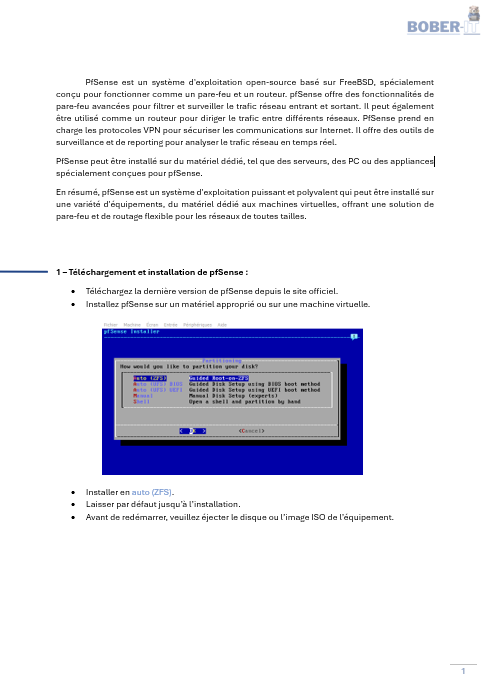 BOBER-IT
PfSense est un système d'exploitation open-source basé sur FreeBSD, spécialement
conçu pour fonctionner comme un pare-feu et un routeur. pfSense offre des fonctionnalités de
pare-feu avancées pour filtrer et surveiller le trafic réseau entrant et sortant. Il peut également
être utilisé comme un routeur pour diriger le trafic entre différents réseaux. PfSense prend en
charge les protocoles VPN pour sécuriser les communications sur Internet. Il offre des outils de
surveillance et de reporting pour analyser le trafic réseau en temps réel.
PfSense peut être installé sur du matériel dédié, tel que des serveurs, des PC ou des appliances
spécialement conçues pour pfSense.
En résumé, pfSense est un système d'exploitation puissant et polyvalent qui peut être installé sur
une variété d'équipements, du matériel dédié aux machines virtuelles, offrant une solution de
pare-feu et de routage flexible pour les réseaux de toutes tailles.
1 – Téléchargement et installation de pfSense :
• Téléchargez la dernière version de pfSense depuis le site officiel.
• Installez pfSense sur un matériel approprié ou sur une machine virtuelle.
Fichier Machine Écran Entrée Périphériques Aide
pfSense Installer
Partitioning
How would you like to partition your disk?
Auto (ZFS) Guided Root-on-ZFS
Auto (UFS) BIOS Guided Disk Setup using BIOS boot method
Auto (UFS) UEFI Guided Disk Setup using UEFI boot method
Manual Manual Disk Setup (experts)
Shell Open a shell and partition by hand
<Cancel>
• Installer en auto (ZFS).
• Laisser par défaut jusqu'à l'installation.
• Avant de redémarrer, veuillez éjecter le disque ou l'image ISO de l'équipement.
1